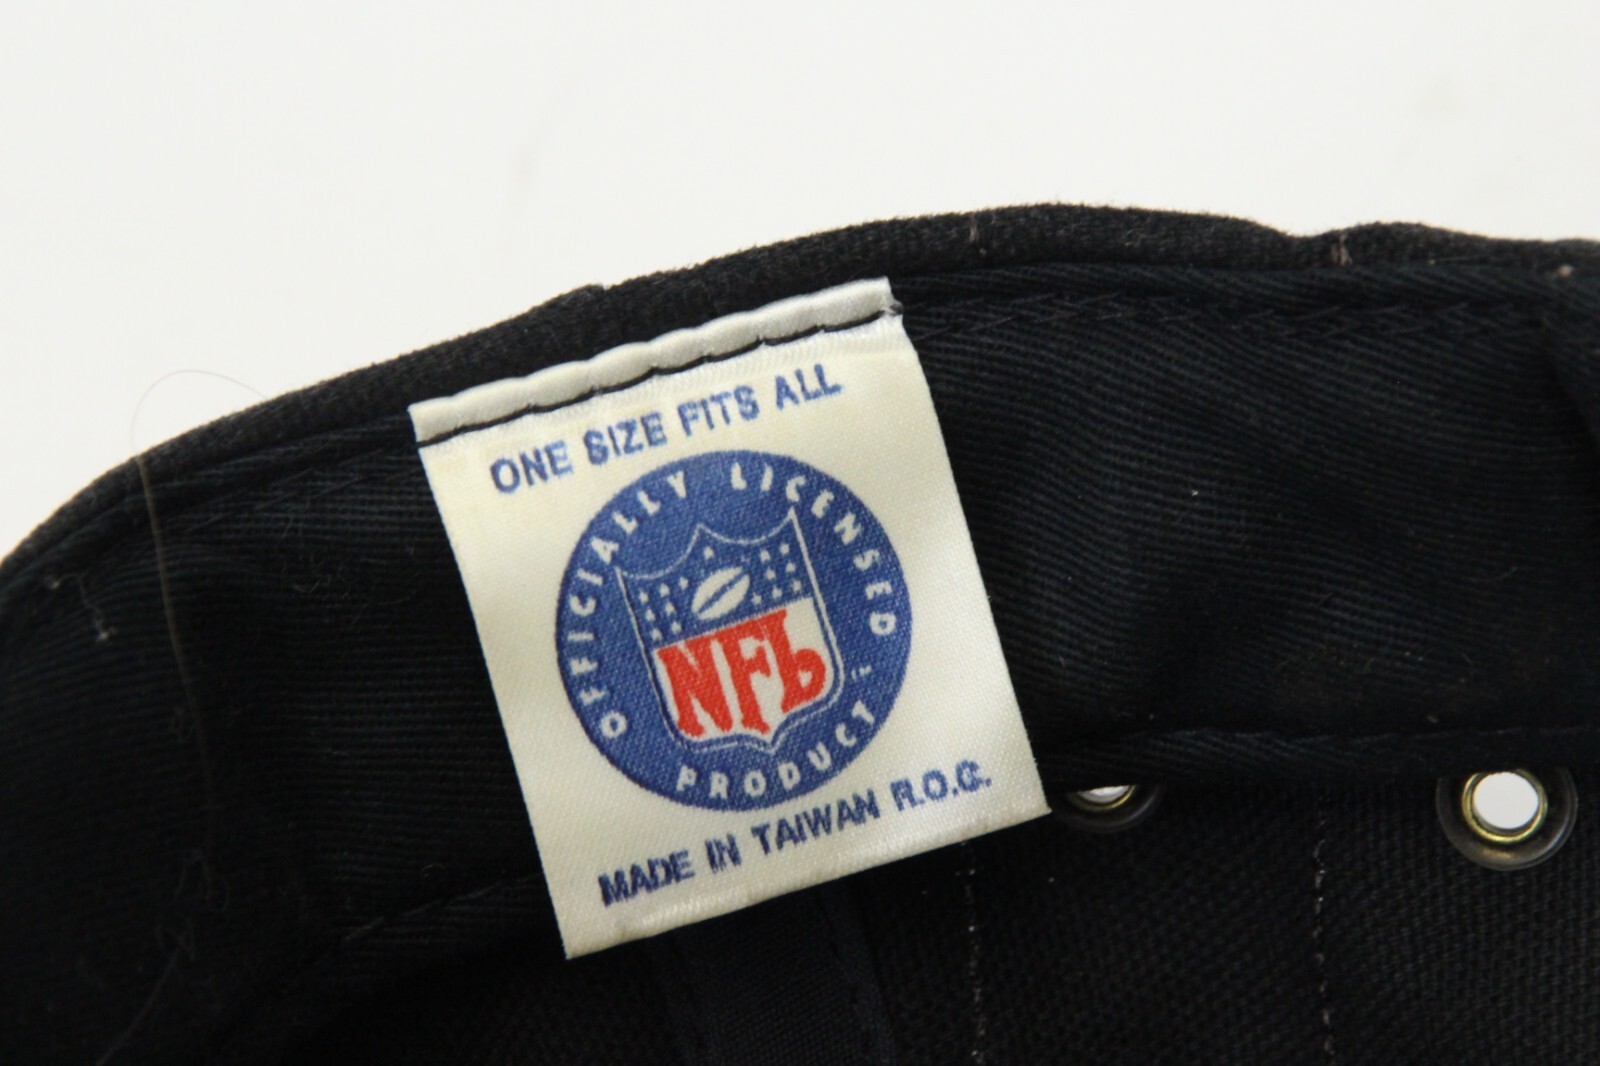 ONE SIZE FITS ALL
OFFICIALLY LICENSED
NFL
PRODUCT
MADE IN TAIWAN R.O.C.